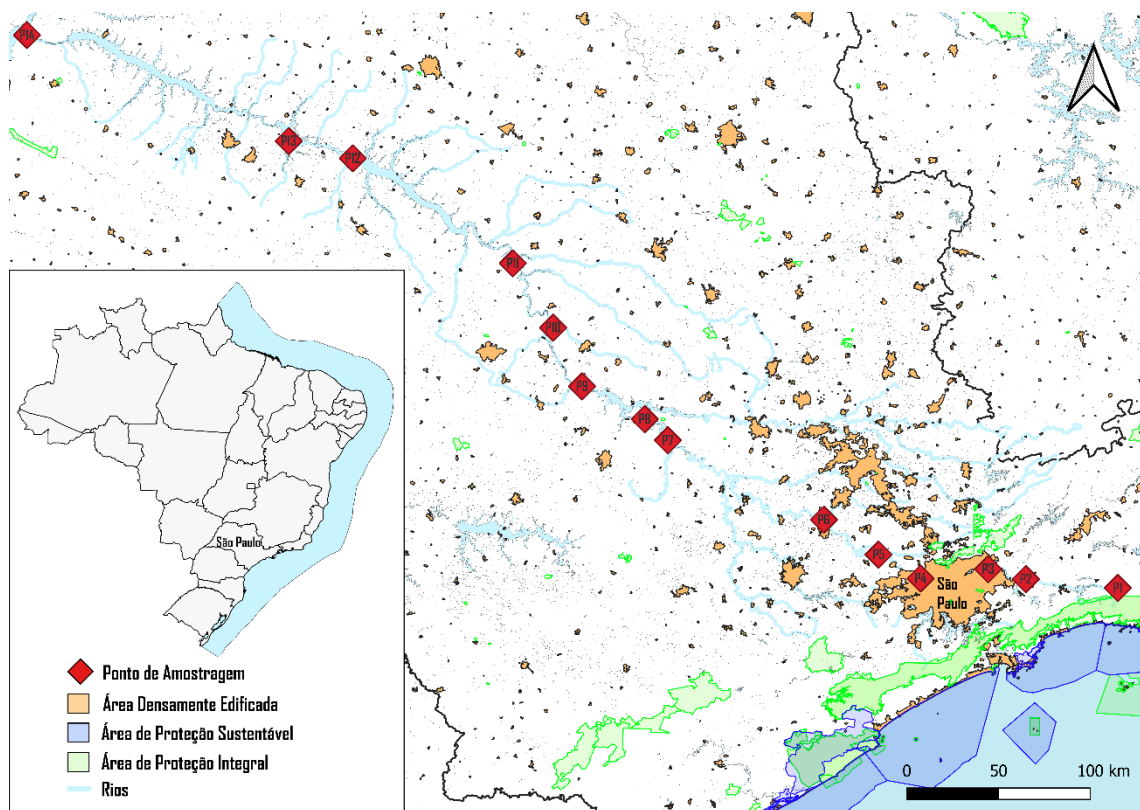 P14
P13
P12
P11
P10
P9
P8
P7
P6
P5
P4
P3
P2
P1
São
Paulo
São Paulo
Ponto de Amostragem
Área Densamente Edificada
Área de Proteção Sustentável
Área de Proteção Integral
Rios
0 50 100 km